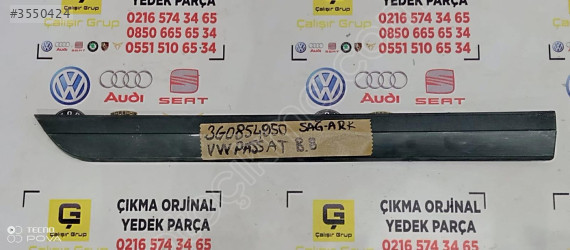 #3550424
YEDEK PARÇA
YEDEK PARÇA
Çalışır Grup
0216 574 34 65
0850 665 65 34
0551 510 65 34
Çalışır Grup
0216 574 34 65
0850 665 65 34
0551 510 65 34
Audi
SEAT
Audi
SEAT
3G0854950 SAG-ARK
VW PASSAT B.8
G
Çalışır Grup
ÇIKMA ORJİNAL
YEDEK PARÇA
0216 574 34 65
G
Çalışır Grup
ÇIKMA ORJİNAL
YEDEK PARÇA
0216 574 34 65
TECNO
POVA